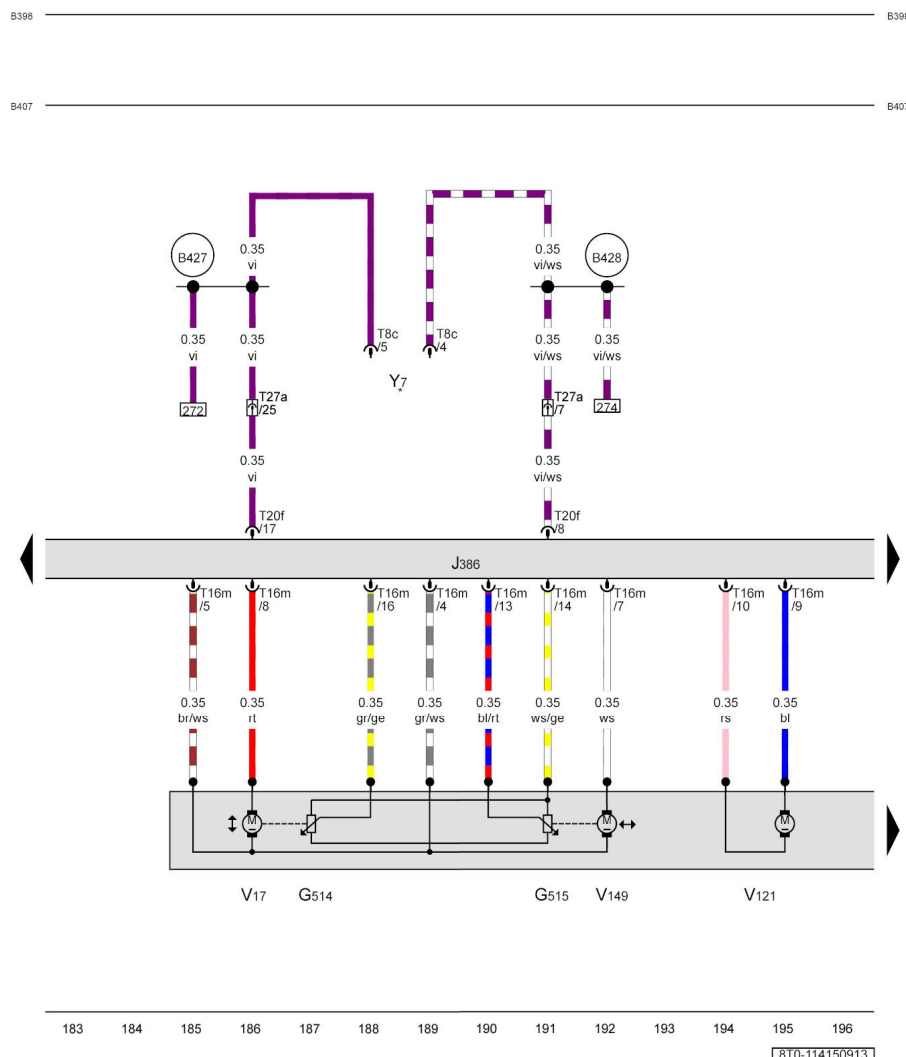 B398
B398
B407
B407
0.35
vi
0.35
vi/ws
B427
B428
0.35
vi
0.35
vi
T8c
/5
T8c
/4
0.35
vi/ws
0.35
vi/ws
Y7
*
272
T27a
/25
T27a
/7
274
0.35
vi
0.35
vi/ws
T20f
/17
T20f
/8
J386
T16m
/5
T16m
/8
T16m
/16
T16m
/4
T16m
/13
T16m
/14
T16m
/7
T16m
/10
T16m
/9
0.35
br/ws
0.35
rt
0.35
gr/ge
0.35
gr/ws
0.35
bl/rt
0.35
ws/ge
0.35
ws
0.35
rs
0.35
bl
M
M
M
V17
G514
G515
V149
V121
183 184 185 186 187 188 189 190 191 192 193 194 195 196
8T0-114150913